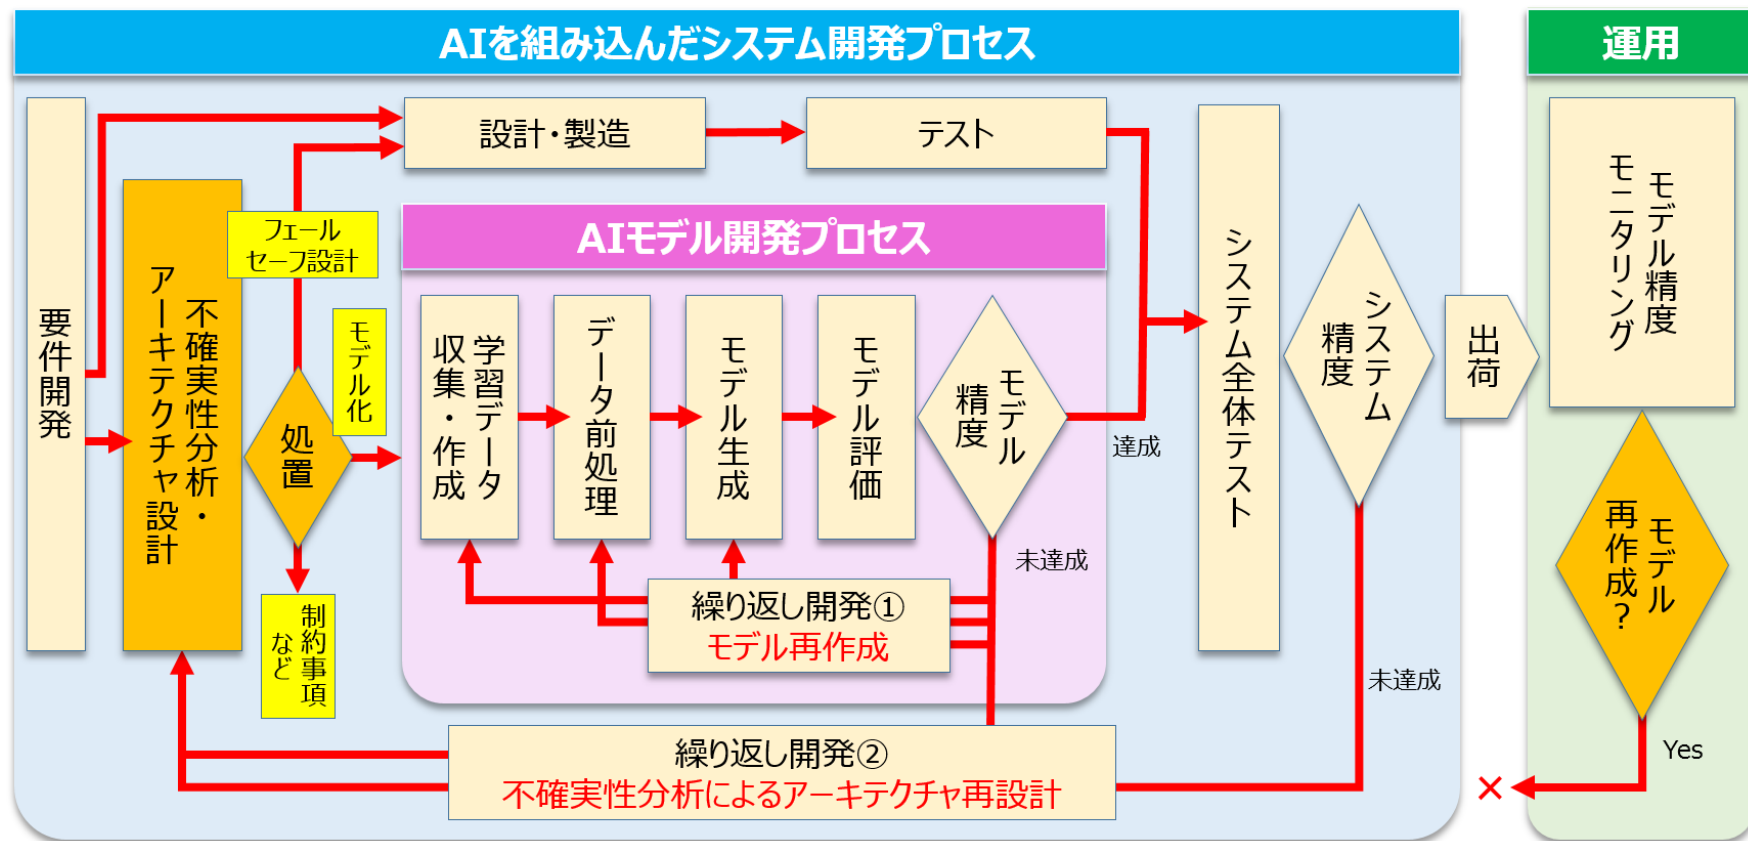 AIを組み込んだシステム開発プロセス
運用
要件開発
不確実性分析・
アーキテクチャ設計
処置
フェール
セーフ設計
モデル化
制約事項
など
設計・製造
テスト
AIモデル開発プロセス
学習データ
収集・作成
データ前処理
モデル生成
モデル評価
モデル
精度
達成
未達成
繰り返し開発①
モデル再作成
繰り返し開発②
不確実性分析によるアーキテクチャ再設計
システム全体テスト
システム
精度
未達成
出荷
モデル精度
モニタリング
モデル
再作成？
Yes
×